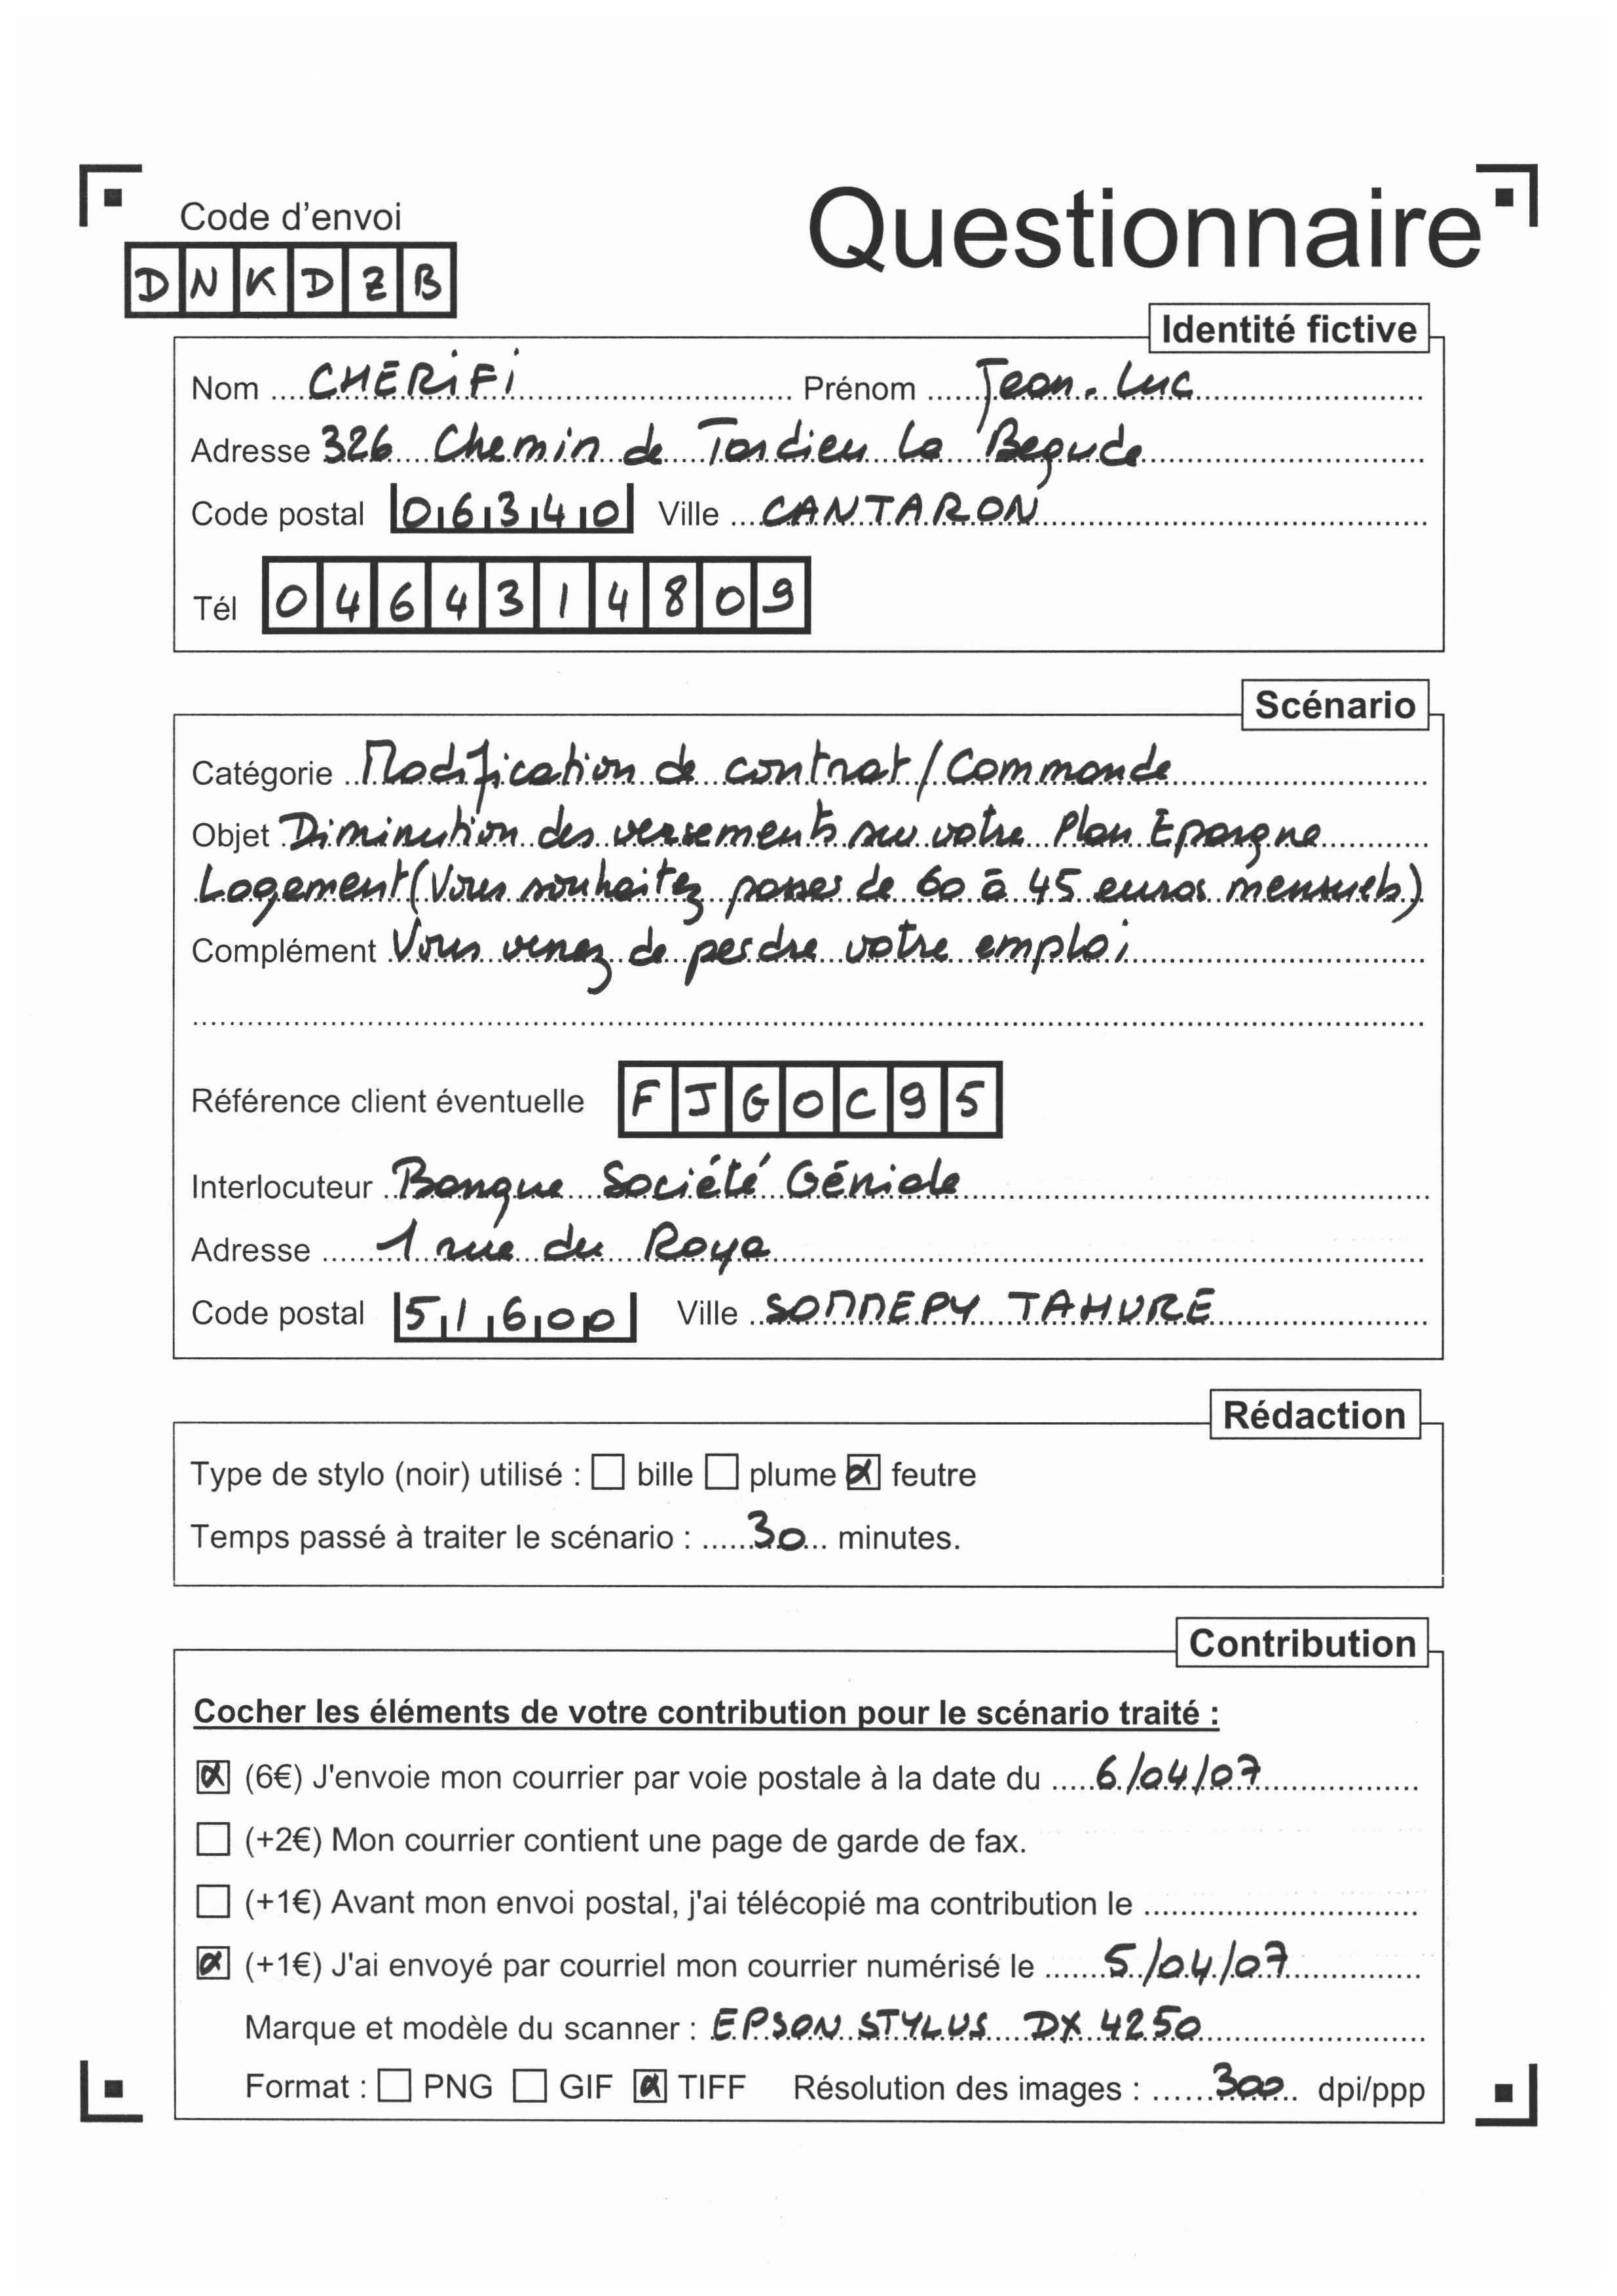 Code d'envoi
Questionnaire
DNKDZB
Identité fictive
Nom CHERIFI Prénom Jean-Luc
Adresse 326 Chemin de Tardieu La Begude
Code postal 06340 Ville CANTARON
Tél 0464314809
Scénario
Catégorie Modification de contrat/Commande
Objet Diminution des versements sur votre Plan Epargne
Logement (Vous souhaitez passer de 60 à 45 euros mensuels)
Complément Vous venez de perdre votre emploi
Référence client éventuelle FJGOC95
Interlocuteur Banque Société Géniale
Adresse 1 rue du Roya
Code postal 51600 Ville SOMMEPY TAHURE
Rédaction
Type de stylo (noir) utilisé : ☐ bille ☐ plume ☒ feutre
Temps passé à traiter le scénario : 30 minutes.
Contribution
Cocher les éléments de votre contribution pour le scénario traité :
☒ (6€) J'envoie mon courrier par voie postale à la date du 6/04/07
☐ (+2€) Mon courrier contient une page de garde de fax.
☐ (+1€) Avant mon envoi postal, j'ai télécopié ma contribution le
☒ (+1€) J'ai envoyé par courriel mon courrier numérisé le 5/04/07
Marque et modèle du scanner : EPSON STYLUS DX 4250
Format : ☐ PNG ☐ GIF ☒ TIFF Résolution des images : 300 dpi/ppp